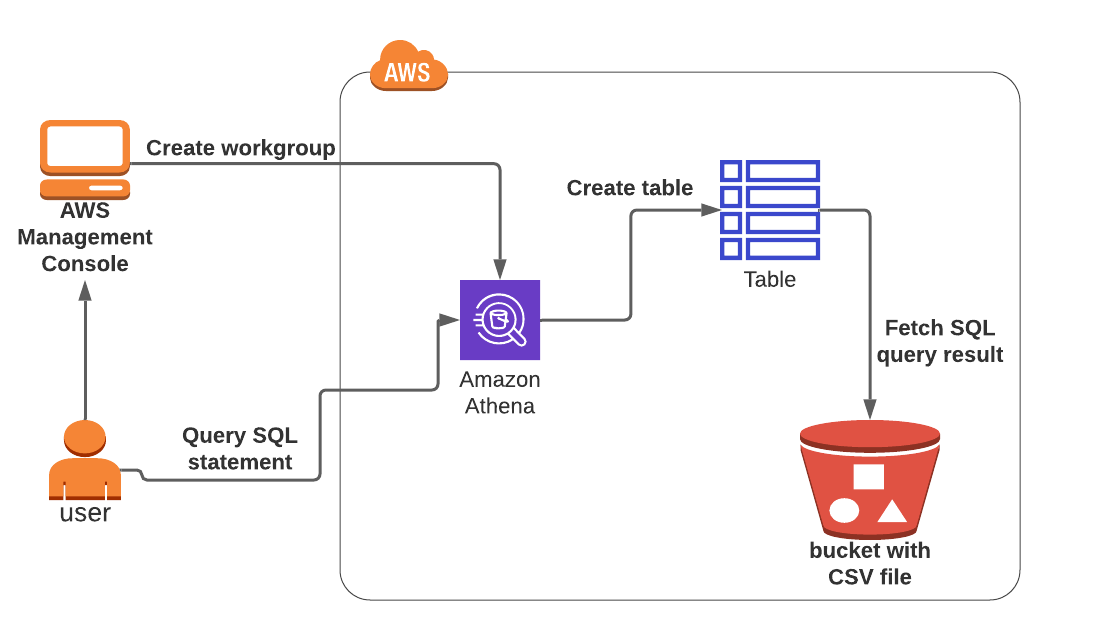 AWS
Create workgroup
AWS
Management
Console
Create table
Table
Fetch SQL
query result
Amazon
Athena
Query SQL
statement
user
bucket with
CSV file